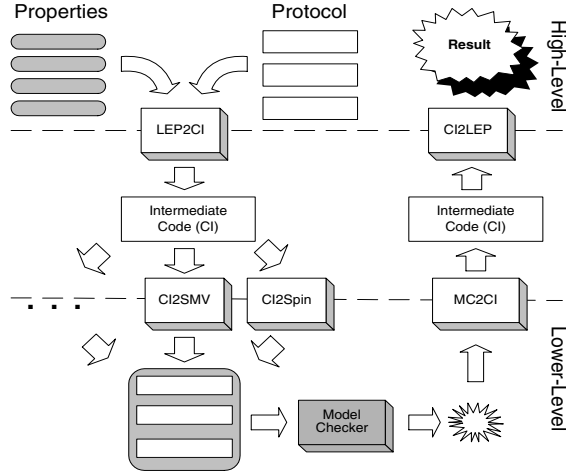 Properties
Protocol
Result
High-Level
LEP2CI
CI2LEP
Intermediate
Code (CI)
Intermediate
Code (CI)
. . .
CI2SMV
CI2Spin
MC2CI
Lower-Level
Model
Checker